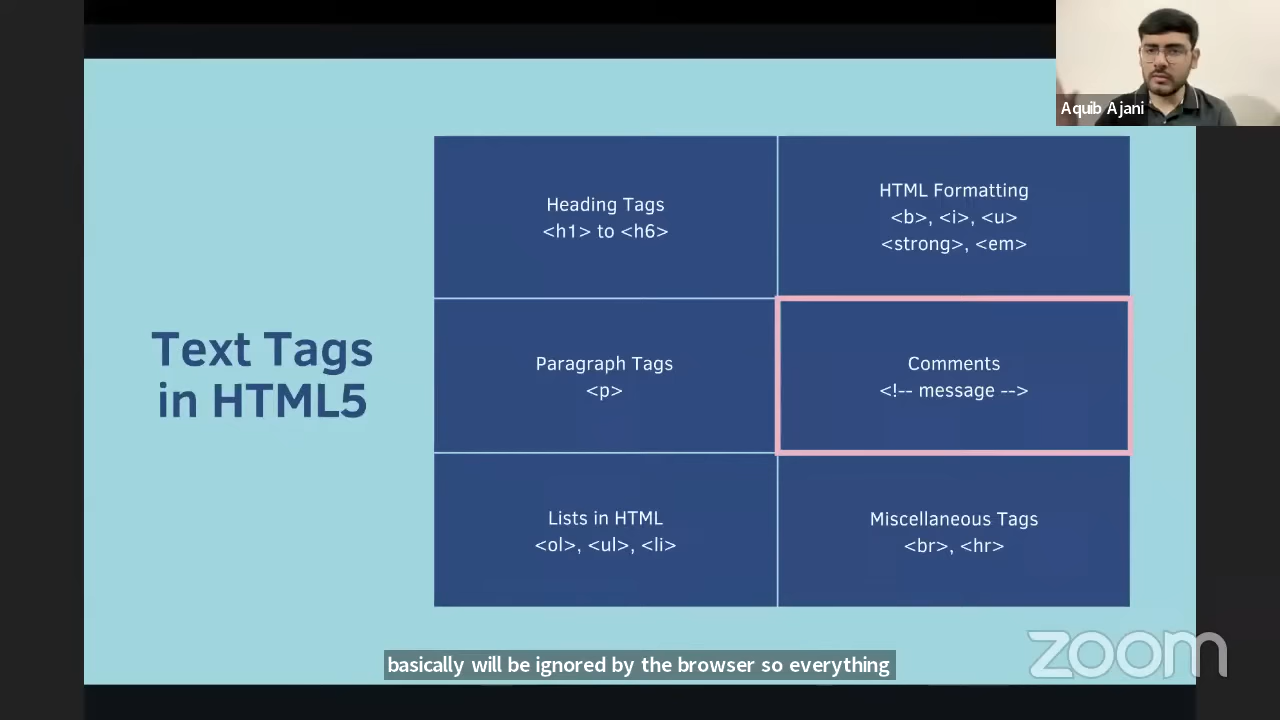 Aquib Ajani
Text Tags
in HTML5
Heading Tags
<h1> to <h6>
HTML Formatting
<b>, <i>, <u>
<strong>, <em>
Paragraph Tags
<p>
Comments
<!-- message -->
Lists in HTML
<ol>, <ul>, <li>
Miscellaneous Tags
<br>, <hr>
basically will be ignored by the browser so everything
zoom